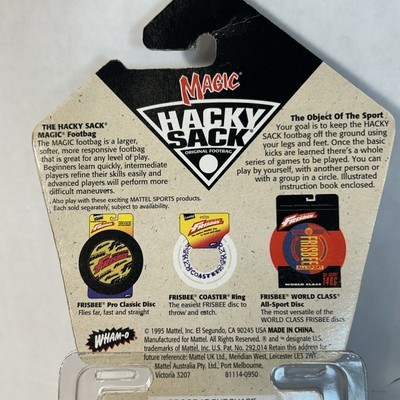 MAGIC®
HACKY
SACK®
ORIGINAL FOOTBAG
THE HACKY SACK®
MAGIC® Footbag
The MAGIC footbag is a larger,
softer, more responsive footbag
that is great for any level of play.
Beginners learn quickly, intermediate
players refine their skills easily and
advanced players will perform more
difficult maneuvers.
The Object Of The Sport
Your goal is to keep the HACKY
SACK footbag off the ground using
your legs and feet. Once the basic
kicks are learned there's a whole
series of games to be played. You can
play by yourself, with another person or
with a group in a circle. Illustrated
instruction book enclosed.
Also play with these exciting MATTEL SPORTS products.
Each sold separately, subject to availability.
Frisbee
Frisbee
COASTER
Frisbee
FRISBEE
ALL-SPORT
140G
WORLD CLASS
FRISBEE® Pro Classic Disc
Flies far, fast and straight
FRISBEE® COASTER® Ring
The easiest FRISBEE disc to
throw and catch.
FRISBEE® WORLD CLASS®
All-Sport Disc
The most versatile of the
WORLD CLASS FRISBEE discs
WHAM-O
© 1995 Mattel, Inc. El Segundo, CA 90245 USA MADE IN CHINA.
Manufactured for Mattel. All Rights Reserved. ® and ™ designate U.S.
trademarks of Mattel, Inc. U.S. Pat. No. 292,014 Retain this address for
future reference: Mattel UK Ltd., Meridian West, Leicester LE3 2WT.
Mattel Australia Pty. Ltd., Port Melbourne,
Victoria 3207
81114-0950